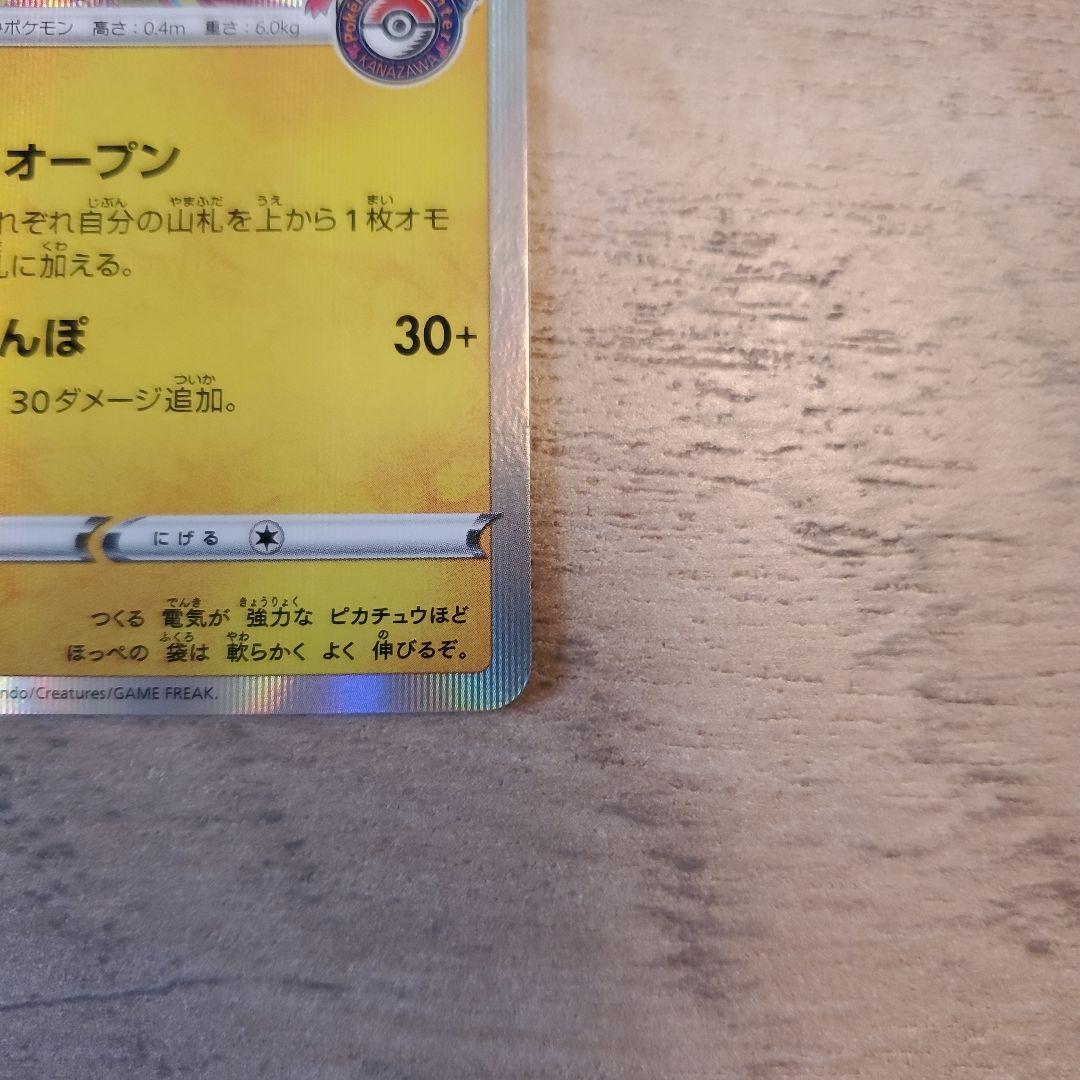 ポケモン 高さ：0.4m 重さ：6.0kg
KANAZAWA
オープン
れぞれ自分の山札を上から1枚オモ
に加える。
んぽ 30+
30ダメージ追加。
にげる
つくる 電気が 強力な ピカチュウほど
ほっぺの 袋は 軟らかく よく 伸びるぞ。
ndo/Creatures/GAME FREAK.